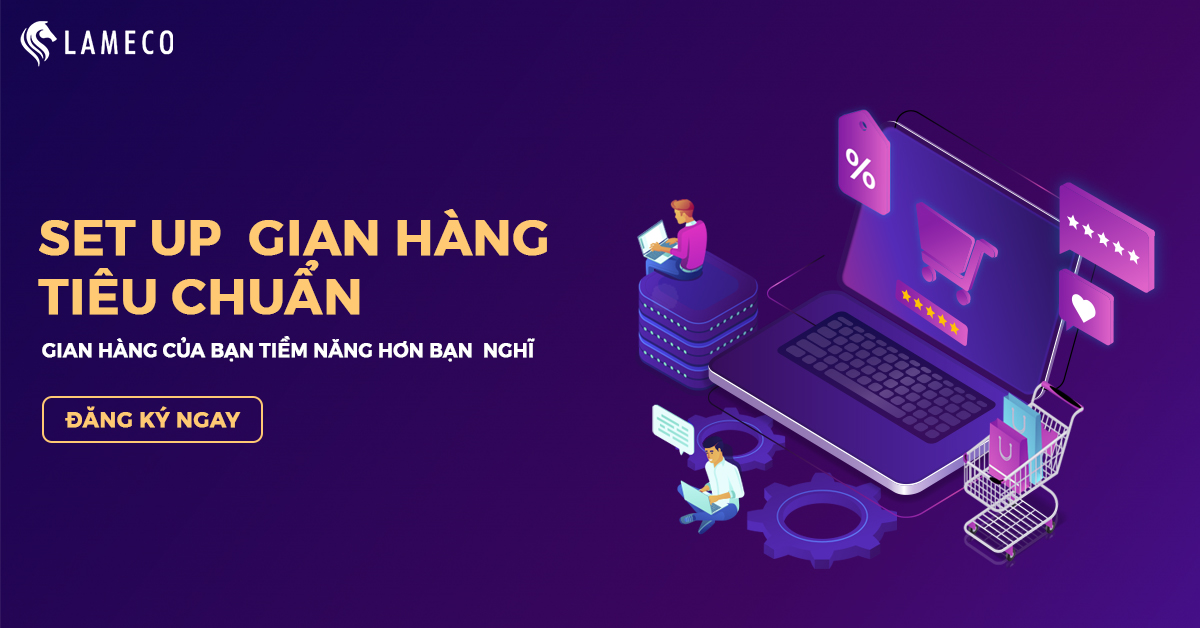 LAMECO
SET UP GIAN HÀNG
TIÊU CHUẨN
GIAN HÀNG CỦA BẠN TIỀM NĂNG HƠN BẠN NGHĨ
ĐĂNG KÝ NGAY
%